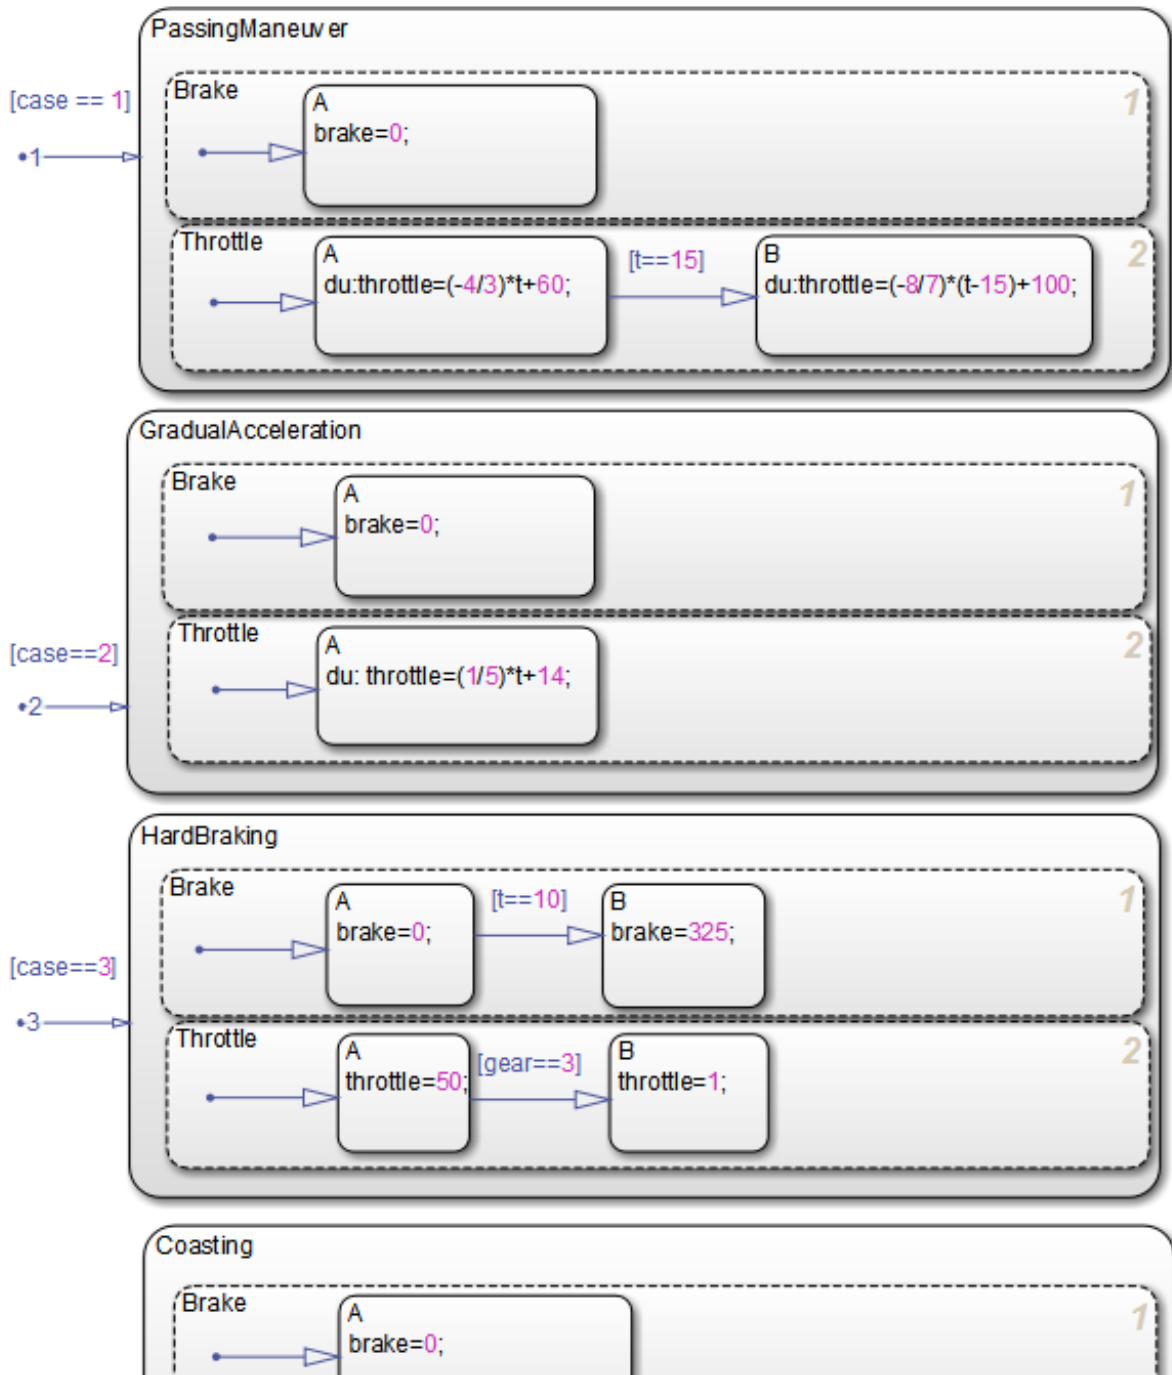 PassingManeuver
[case == 1]
1
Brake
1
A
brake=0;
Throttle
2
A
du:throttle=(-4/3)*t+60;
[t==15]
B
du:throttle=(-8/7)*(t-15)+100;
GradualAcceleration
Brake
1
A
brake=0;
[case==2]
2
Throttle
2
A
du: throttle=(1/5)*t+14;
HardBraking
Brake
1
A
brake=0;
[t==10]
B
brake=325;
[case==3]
3
Throttle
2
A
throttle=50;
[gear==3]
B
throttle=1;
Coasting
Brake
1
A
brake=0;